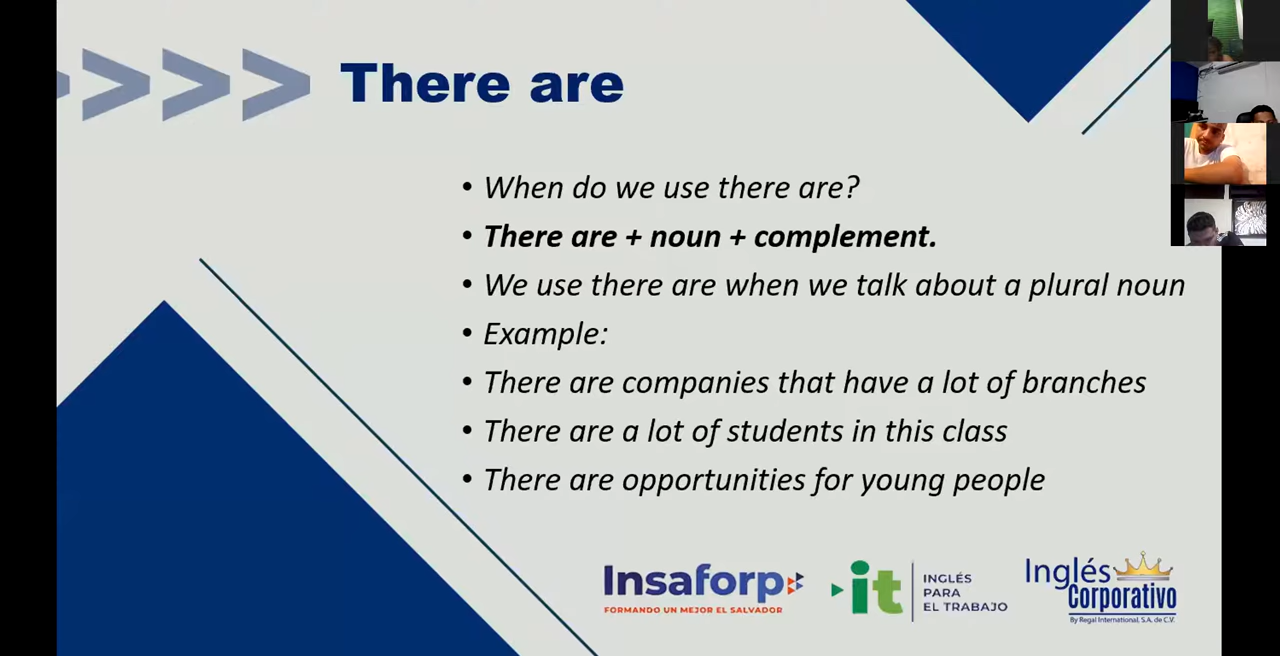 There are
• When do we use there are?
• There are + noun + complement.
• We use there are when we talk about a plural noun
• Example:
• There are companies that have a lot of branches
• There are a lot of students in this class
• There are opportunities for young people
Insaforp
FORMANDO UN MEJOR EL SALVADOR
it
INGLÉS
PARA
EL TRABAJO
Inglés
Corporativo
By Regal International, S.A. de C.V.